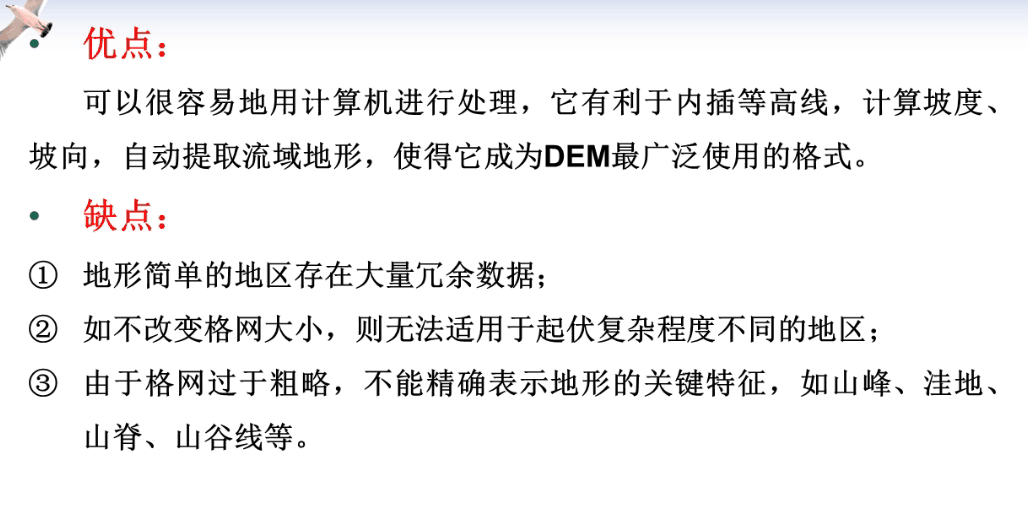 • 优点：
可以很容易地用计算机进行处理，它有利于内插等高线，计算坡度、
坡向，自动提取流域地形，使得它成为DEM最广泛使用的格式。
• 缺点：
① 地形简单的地区存在大量冗余数据；
② 如不改变格网大小，则无法适用于起伏复杂程度不同的地区；
③ 由于格网过于粗略，不能精确表示地形的关键特征，如山峰、洼地、
山脊、山谷线等。